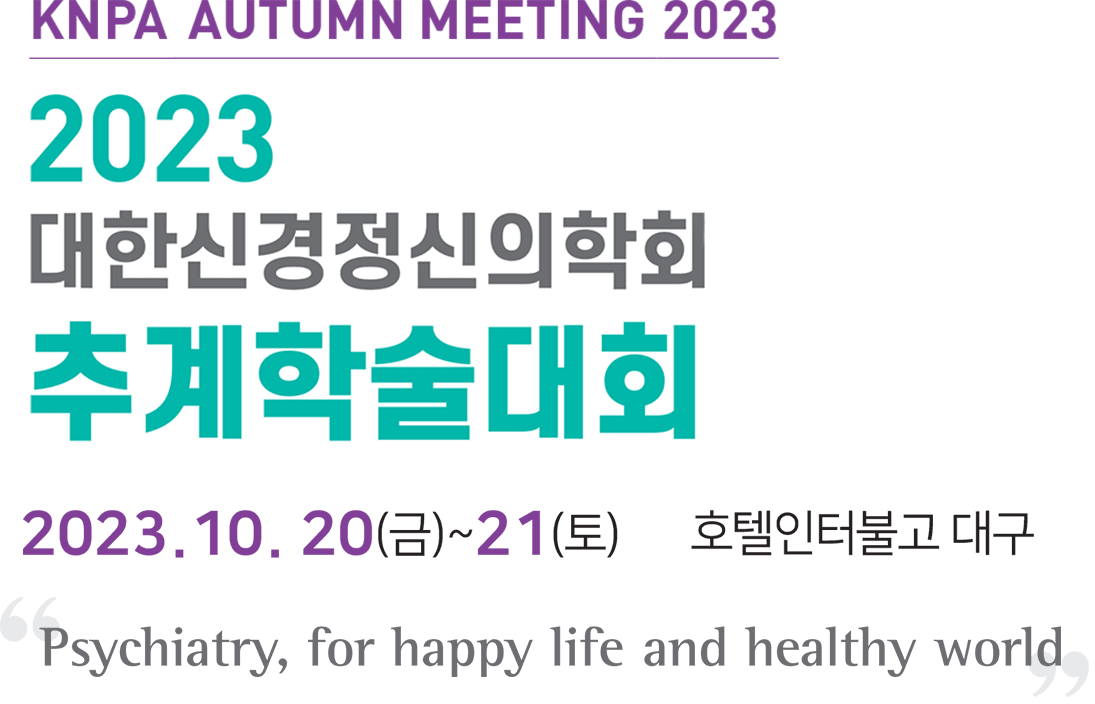 KNPA AUTUMN MEETING 2023
2023
대한신경정신의학회
추계학술대회
2023.10. 20(금)~21(토) 호텔인터불고 대구
“Psychiatry, for happy life and healthy world”